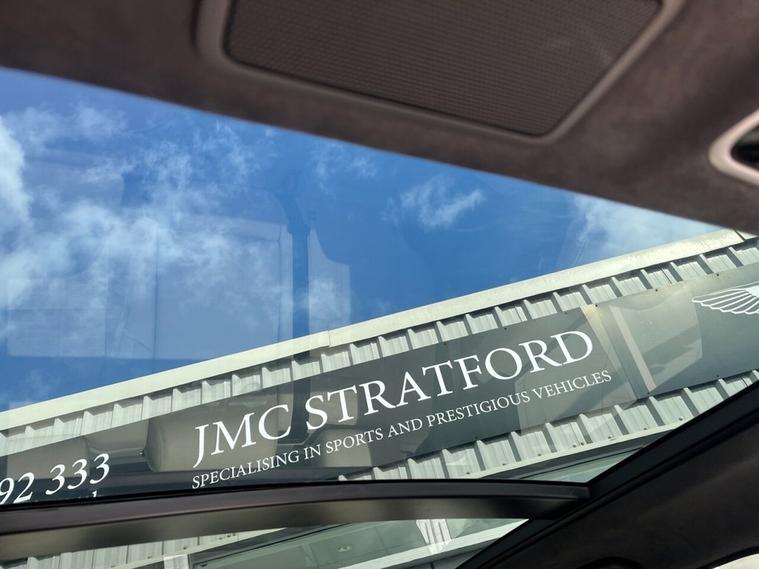 JMC STRATFORD
SPECIALISING IN SPORTS AND PRESTIGIOUS VEHICLES
92 333